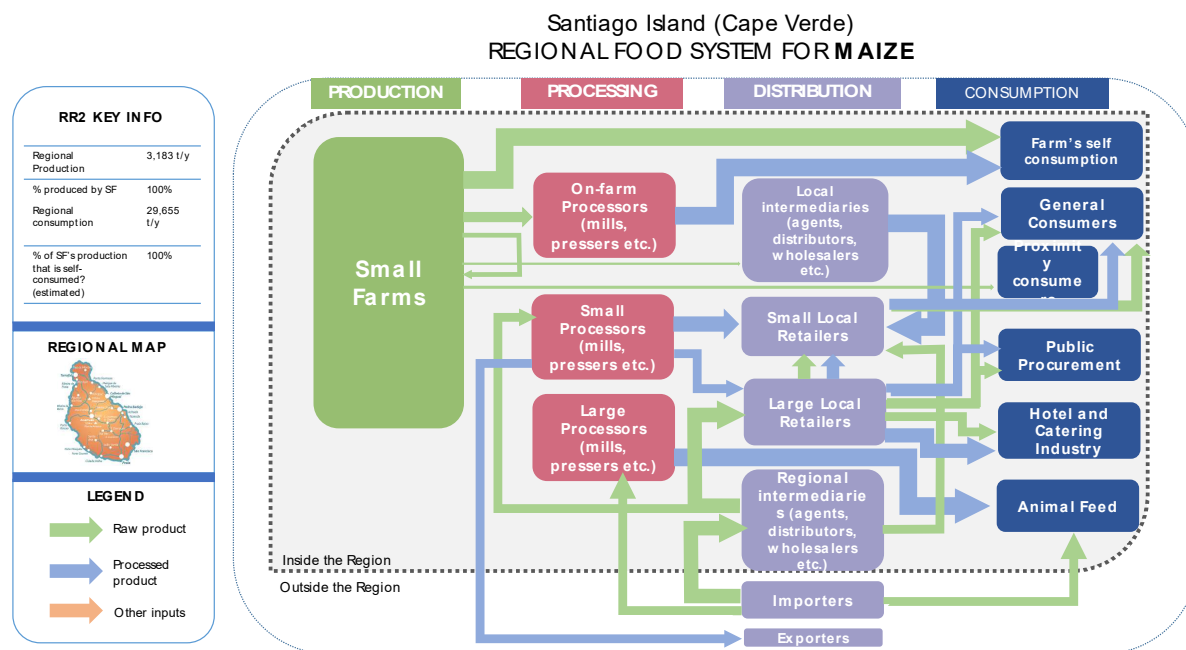 Santiago Island (Cape Verde)
REGIONAL FOOD SYSTEM FOR MAIZE
RR2 KEY INFO
Regional
Production
3,183 t/y
% produced by SF
100%
Regional
consumption
29,655
t/y
% of SF's production
that is self-
consumed?
(estimated)
100%
REGIONAL MAP
LEGEND
Raw product
Processed
product
Other inputs
PRODUCTION
PROCESSING
DISTRIBUTION
CONSUMPTION
Small
Farms
On-farm
Processors
(mills,
pressers etc.)
Small
Processors
(mills,
pressers etc.)
Large
Processors
(mills,
pressers etc.)
Local
intermediaries
(agents,
distributors,
wholesalers
etc.)
Small Local
Retailers
Large Local
Retailers
Regional
intermediarie
s (agents,
distributors,
wholesalers
etc.)
Importers
Exporters
Farm's self
consumption
General
Consumers
Proximit
y
consume
rs
Public
Procurement
Hotel and
Catering
Industry
Animal Feed
Inside the Region
Outside the Region